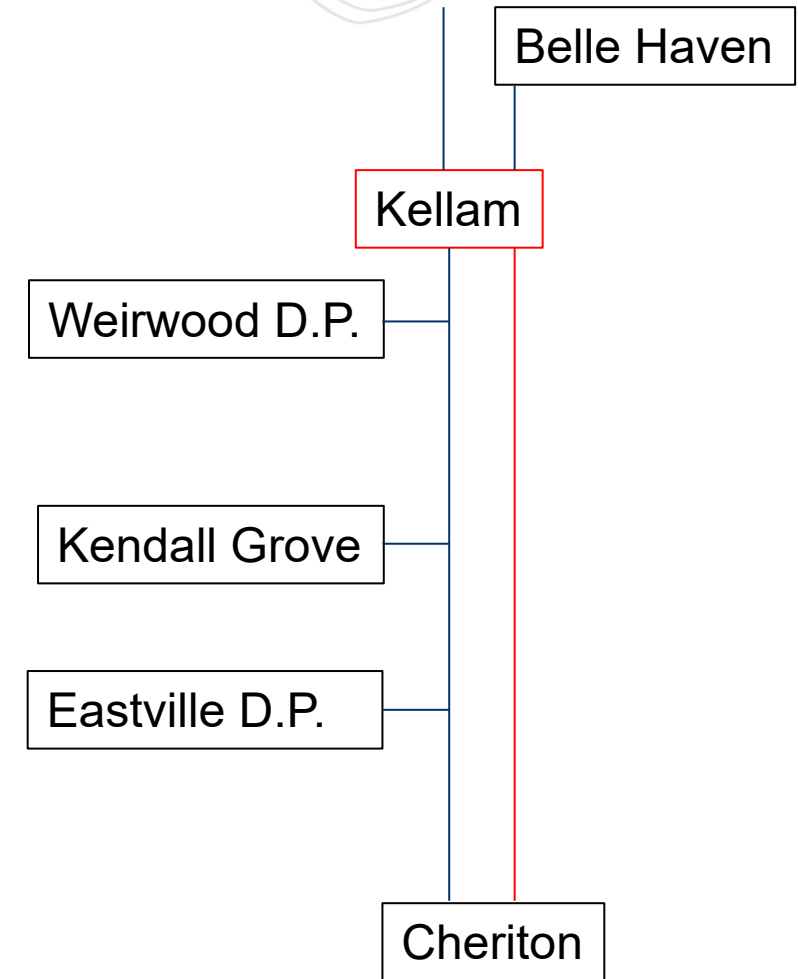 Belle Haven
Kellam
Weirwood D.P.
Kendall Grove
Eastville D.P.
Cheriton